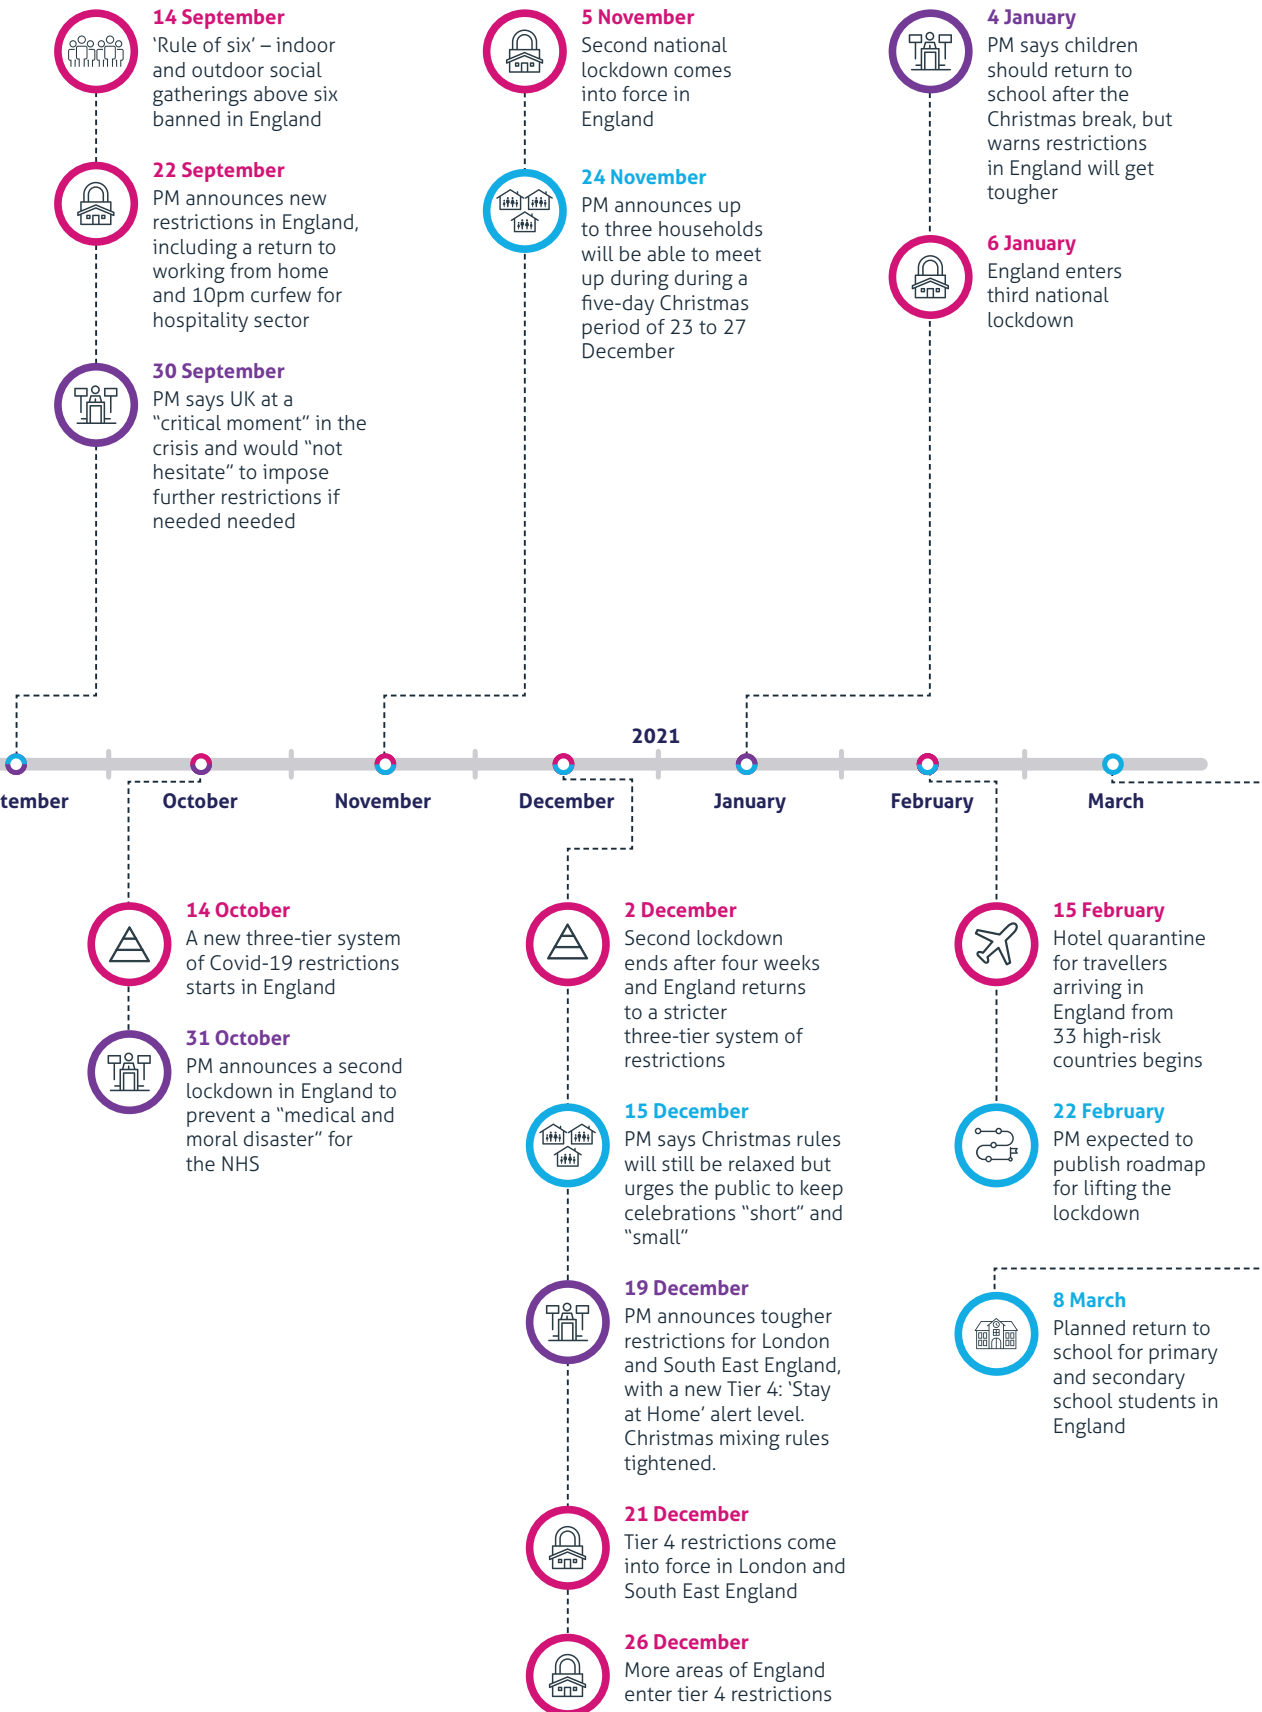 14 September
‘Rule of six’ – indoor
and outdoor social
gatherings above six
banned in England
22 September
PM announces new
restrictions in England,
including a return to
working from home
and 10pm curfew for
hospitality sector
30 September
PM says UK at a
“critical moment” in the
crisis and would “not
hesitate” to impose
further restrictions if
needed needed
5 November
Second national
lockdown comes
into force in
England
24 November
PM announces up
to three households
will be able to meet
up during during a
five-day Christmas
period of 23 to 27
December
4 January
PM says children
should return to
school after the
Christmas break, but
warns restrictions
in England will get
tougher
6 January
England enters
third national
lockdown
2021
tember
October
November
December
January
February
March
14 October
A new three-tier system
of Covid-19 restrictions
starts in England
31 October
PM announces a second
lockdown in England to
prevent a “medical and
moral disaster” for
the NHS
2 December
Second lockdown
ends after four weeks
and England returns
to a stricter
three-tier system of
restrictions
15 December
PM says Christmas rules
will still be relaxed but
urges the public to keep
celebrations “short” and
“small”
19 December
PM announces tougher
restrictions for London
and South East England,
with a new Tier 4: ‘Stay
at Home’ alert level.
Christmas mixing rules
tightened.
21 December
Tier 4 restrictions come
into force in London and
South East England
26 December
More areas of England
enter tier 4 restrictions
15 February
Hotel quarantine
for travellers
arriving in
England from
33 high-risk
countries begins
22 February
PM expected to
publish roadmap
for lifting the
lockdown
8 March
Planned return to
school for primary
and secondary
school students in
England